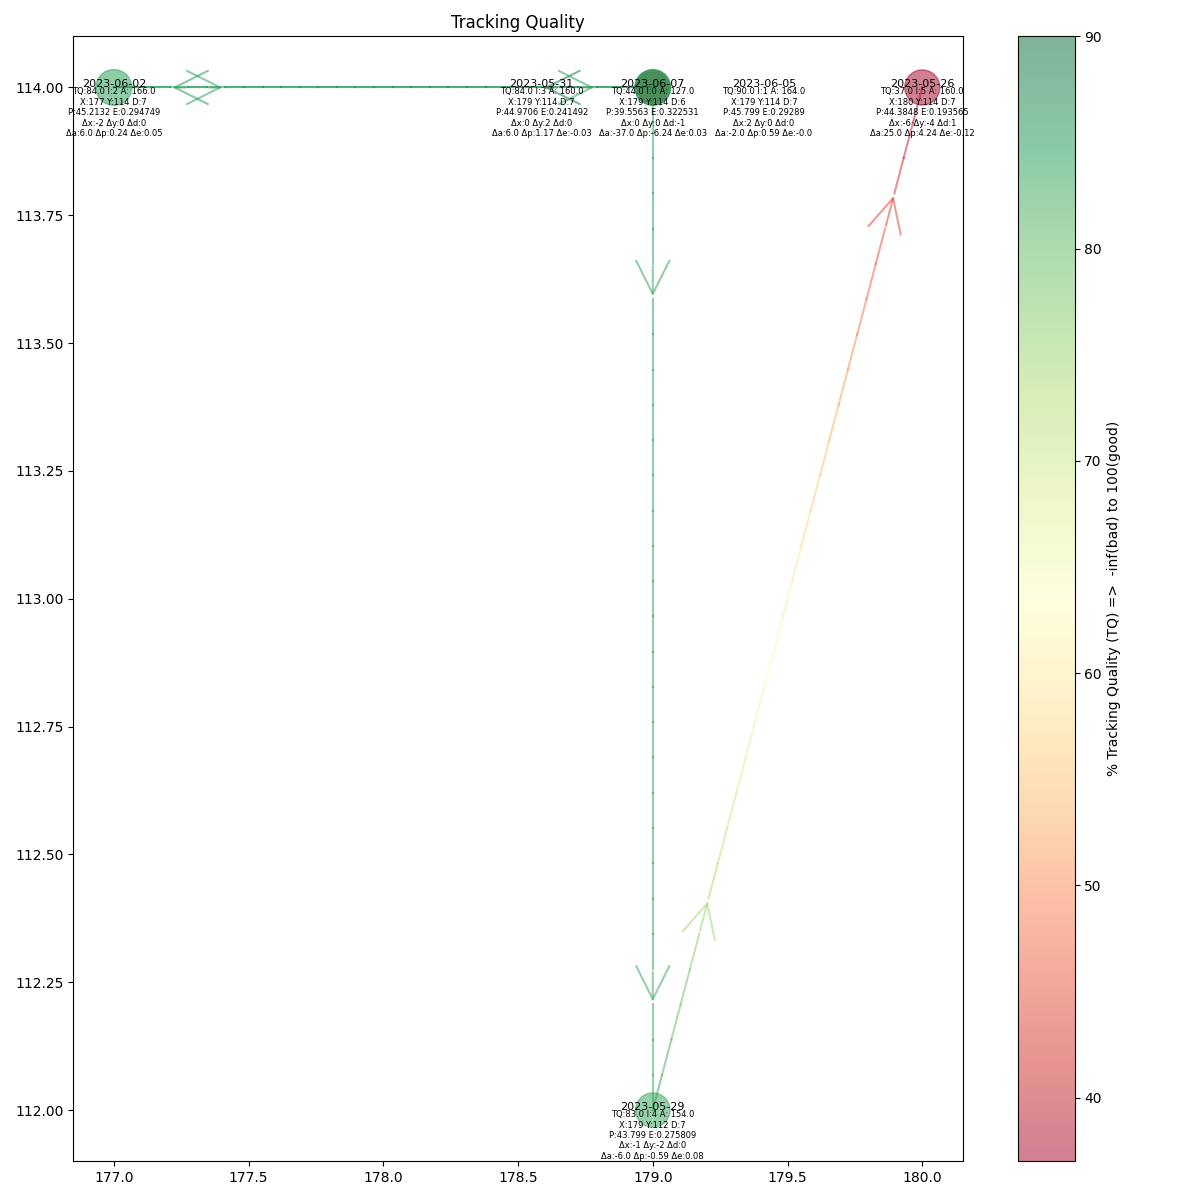 Tracking Quality
2023-06-02
TQ:84.0 I:2 A: 166.0
X:177 Y:114 D:7
P:45.2132 E:0.294749
Δx:-2 Δy:0 Δd:0
Δa:6.0 Δp:0.24 Δe:0.05
2023-05-31
TQ:84.0 I:3 A: 160.0
X:179 Y:114 D:7
P:44.9706 E:0.241492
Δx:0 Δy:2 Δd:0
Δa:6.0 Δp:1.17 Δe:-0.03
2023-06-07
TQ:44.0 I:0 A: 127.0
X:179 Y:114 D:6
P:39.5563 E:0.322531
Δx:0 Δy:0 Δd:-1
Δa:-37.0 Δp:-6.24 Δe:0.03
2023-06-05
TQ:90.0 I:1 A: 164.0
X:179 Y:114 D:7
P:45.799 E:0.29289
Δx:2 Δy:0 Δd:0
Δa:-2.0 Δp:0.59 Δe:-0.0
2023-05-26
TQ:37.0 I:5 A: 160.0
X:180 Y:114 D:7
P:44.3848 E:0.193565
Δx:-6 Δy:-4 Δd:1
Δa:25.0 Δp:4.24 Δe:-0.12
2023-05-29
TQ:83.0 I:4 A: 154.0
X:179 Y:112 D:7
P:43.799 E:0.275809
Δx:-1 Δy:-2 Δd:0
Δa:-6.0 Δp:-0.59 Δe:0.08
114.00
113.75
113.50
113.25
113.00
112.75
112.50
112.25
112.00
177.0
177.5
178.0
178.5
179.0
179.5
180.0
90
80
70
60
50
40
% Tracking Quality (TQ) =>  -inf(bad) to 100(good)